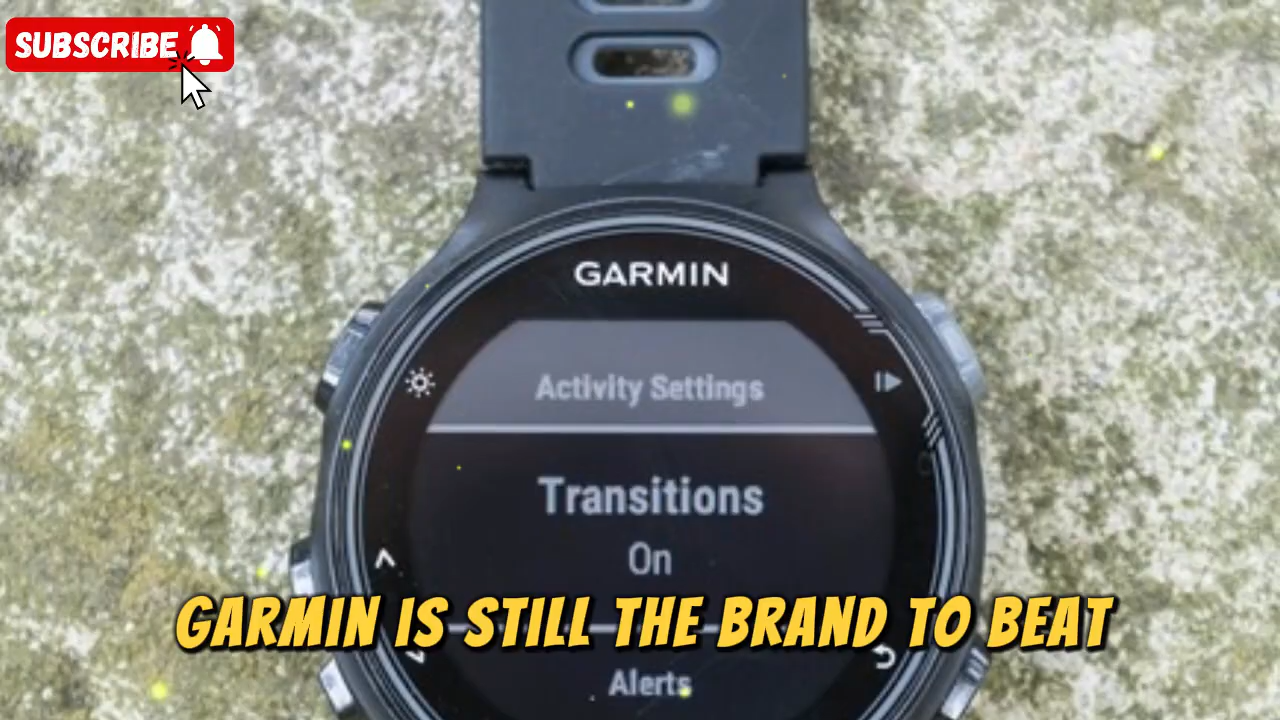 SUBSCRIBE
GARMIN
Activity Settings
Transitions
On
GARMIN IS STILL THE BRAND TO BEAT
Alerts